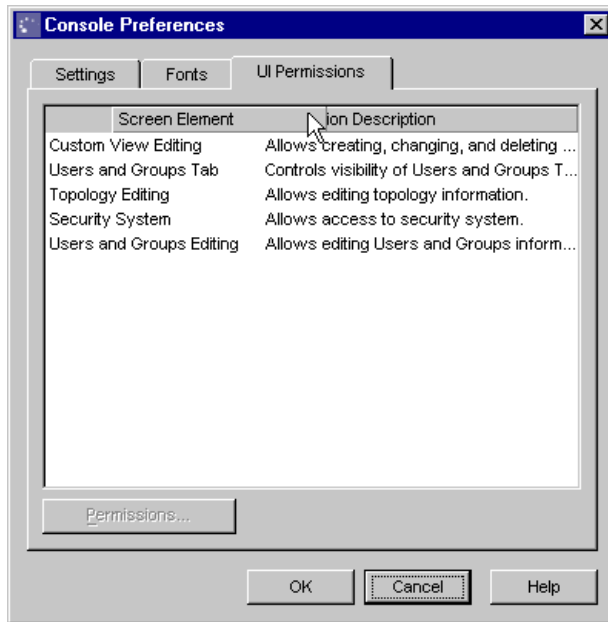 Console Preferences
Settings Fonts UI Permissions
Screen Element ion Description
Custom View Editing Allows creating, changing, and deleting ...
Users and Groups Tab Controls visibility of Users and Groups T...
Topology Editing Allows editing topology information.
Security System Allows access to security system.
Users and Groups Editing Allows editing Users and Groups inform...
Permissions...
OK Cancel Help